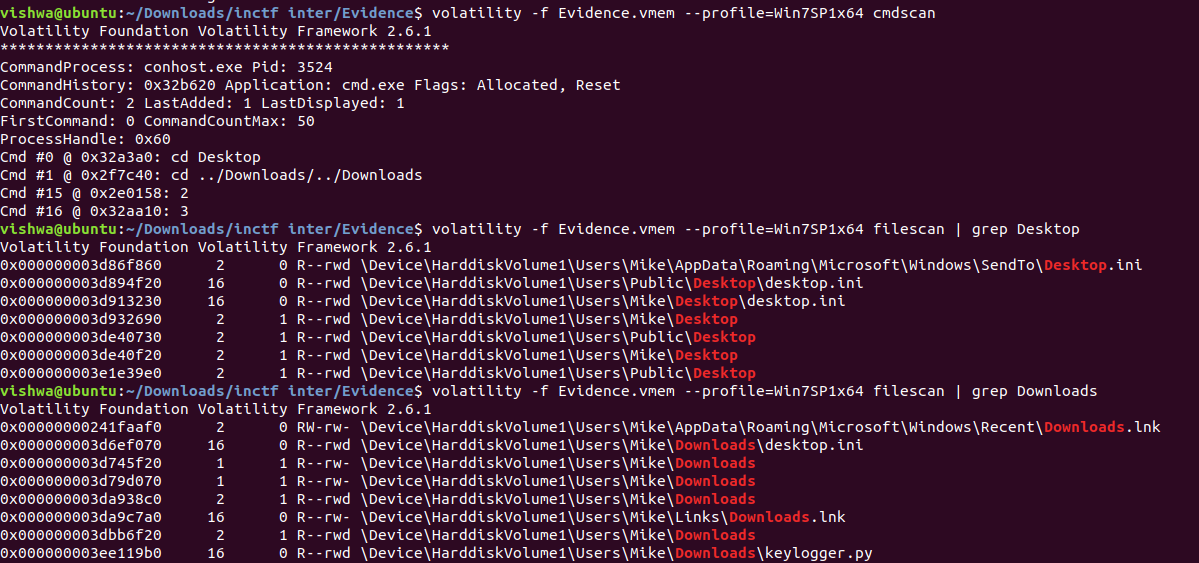 vishwa@ubuntu:~/Downloads/inctf inter/Evidence$ volatility -f Evidence.vmem --profile=Win7SP1x64 cmdscan
Volatility Foundation Volatility Framework 2.6.1
**************************************************
CommandProcess: conhost.exe Pid: 3524
CommandHistory: 0x32b620 Application: cmd.exe Flags: Allocated, Reset
CommandCount: 2 LastAdded: 1 LastDisplayed: 1
FirstCommand: 0 CommandCountMax: 50
ProcessHandle: 0x60
Cmd #0 @ 0x32a3a0: cd Desktop
Cmd #1 @ 0x2f7c40: cd ../Downloads/../Downloads
Cmd #15 @ 0x2e0158: 2
Cmd #16 @ 0x32aa10: 3
vishwa@ubuntu:~/Downloads/inctf inter/Evidence$ volatility -f Evidence.vmem --profile=Win7SP1x64 filescan | grep Desktop
Volatility Foundation Volatility Framework 2.6.1
0x000000003d86f860      2      0 R--rwd \Device\HarddiskVolume1\Users\Mike\AppData\Roaming\Microsoft\Windows\SendTo\Desktop.ini
0x000000003d894f20     16      0 R--rwd \Device\HarddiskVolume1\Users\Public\Desktop\desktop.ini
0x000000003d913230     16      0 R--rwd \Device\HarddiskVolume1\Users\Mike\Desktop\desktop.ini
0x000000003d932690      2      1 R--rwd \Device\HarddiskVolume1\Users\Mike\Desktop
0x000000003de40730      2      1 R--rwd \Device\HarddiskVolume1\Users\Public\Desktop
0x000000003de40f20      2      1 R--rwd \Device\HarddiskVolume1\Users\Mike\Desktop
0x000000003e1e39e0      2      1 R--rwd \Device\HarddiskVolume1\Users\Public\Desktop
vishwa@ubuntu:~/Downloads/inctf inter/Evidence$ volatility -f Evidence.vmem --profile=Win7SP1x64 filescan | grep Downloads
Volatility Foundation Volatility Framework 2.6.1
0x00000000241faaf0      2      0 RW-rw- \Device\HarddiskVolume1\Users\Mike\AppData\Roaming\Microsoft\Windows\Recent\Downloads.lnk
0x000000003d6ef070     16      0 R--rwd \Device\HarddiskVolume1\Users\Mike\Downloads\desktop.ini
0x000000003d745f20      1      1 R--rw- \Device\HarddiskVolume1\Users\Mike\Downloads
0x000000003d79d070      1      1 R--rw- \Device\HarddiskVolume1\Users\Mike\Downloads
0x000000003da938c0      2      1 R--rwd \Device\HarddiskVolume1\Users\Mike\Downloads
0x000000003da9c7a0     16      0 R--rw- \Device\HarddiskVolume1\Users\Mike\Links\Downloads.lnk
0x000000003dbb6f20      2      1 R--rwd \Device\HarddiskVolume1\Users\Mike\Downloads
0x000000003ee119b0     16      0 R--rwd \Device\HarddiskVolume1\Users\Mike\Downloads\keylogger.py